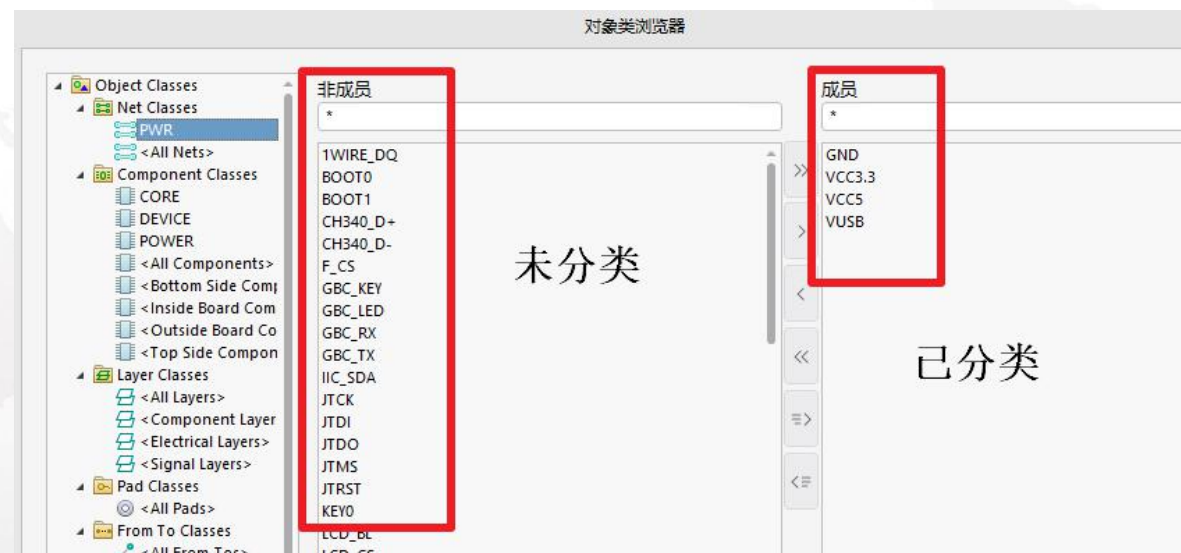 对象类浏览器
Object Classes
Net Classes
PWR
<All Nets>
Component Classes
CORE
DEVICE
POWER
<All Components>
<Bottom Side Comp
<Inside Board Com
<Outside Board Co
<Top Side Compon
Layer Classes
<All Layers>
<Component Layer
<Electrical Layers>
<Signal Layers>
Pad Classes
<All Pads>
From To Classes
<All From-Tos>
非成员
*
1WIRE_DQ
BOOT0
BOOT1
CH340_D+
CH340_D-
F_CS
GBC_KEY
GBC_LED
GBC_RX
GBC_TX
IIC_SDA
JTCK
JTDI
JTDO
JTMS
JTRST
KEY0
LCD_BL
LCD_CS
未分类
>>
>
<
<<
成员
*
GND
VCC3.3
VCC5
VUSB
已分类